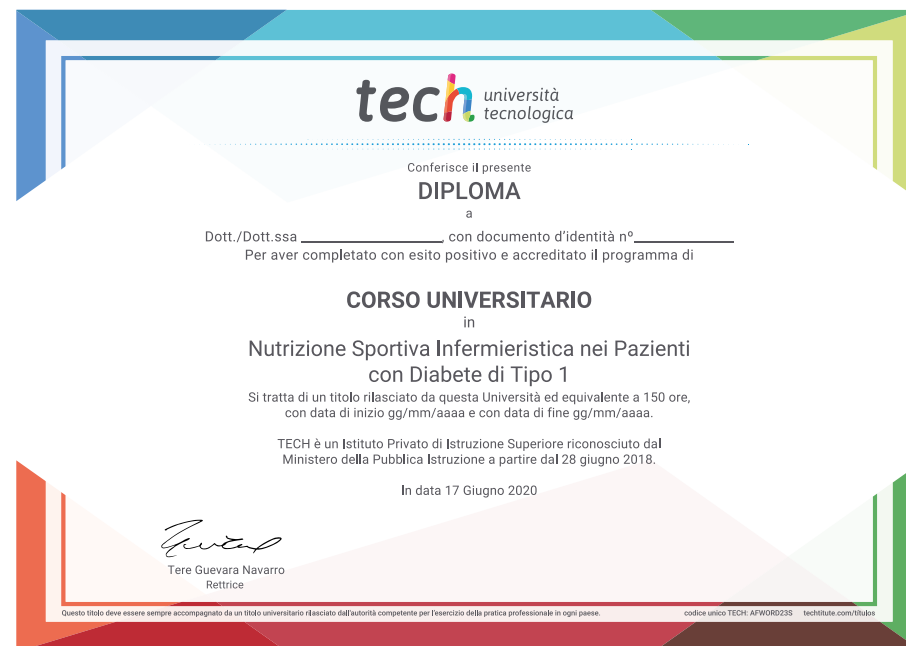 tech università
tecnologica
Conferisce il presente
DIPLOMA
a
Dott./Dott.ssa ____________________, con documento d'identità nº______________
Per aver completato con esito positivo e accreditato il programma di
CORSO UNIVERSITARIO
in
Nutrizione Sportiva Infermieristica nei Pazienti
con Diabete di Tipo 1
Si tratta di un titolo rilasciato da questa Università ed equivalente a 150 ore,
con data di inizio gg/mm/aaaa e con data di fine gg/mm/aaaa.
TECH è un Istituto Privato di Istruzione Superiore riconosciuto dal
Ministero della Pubblica Istruzione a partire dal 28 giugno 2018.
In data 17 Giugno 2020
Tere Guevara Navarro
Rettrice
Questo titolo deve essere sempre accompagnato da un titolo universitario rilasciato dall'autorità competente per l'esercizio della pratica professionale in ogni paese. codice unico TECH: AFWORD23S techtitute.com/títulos